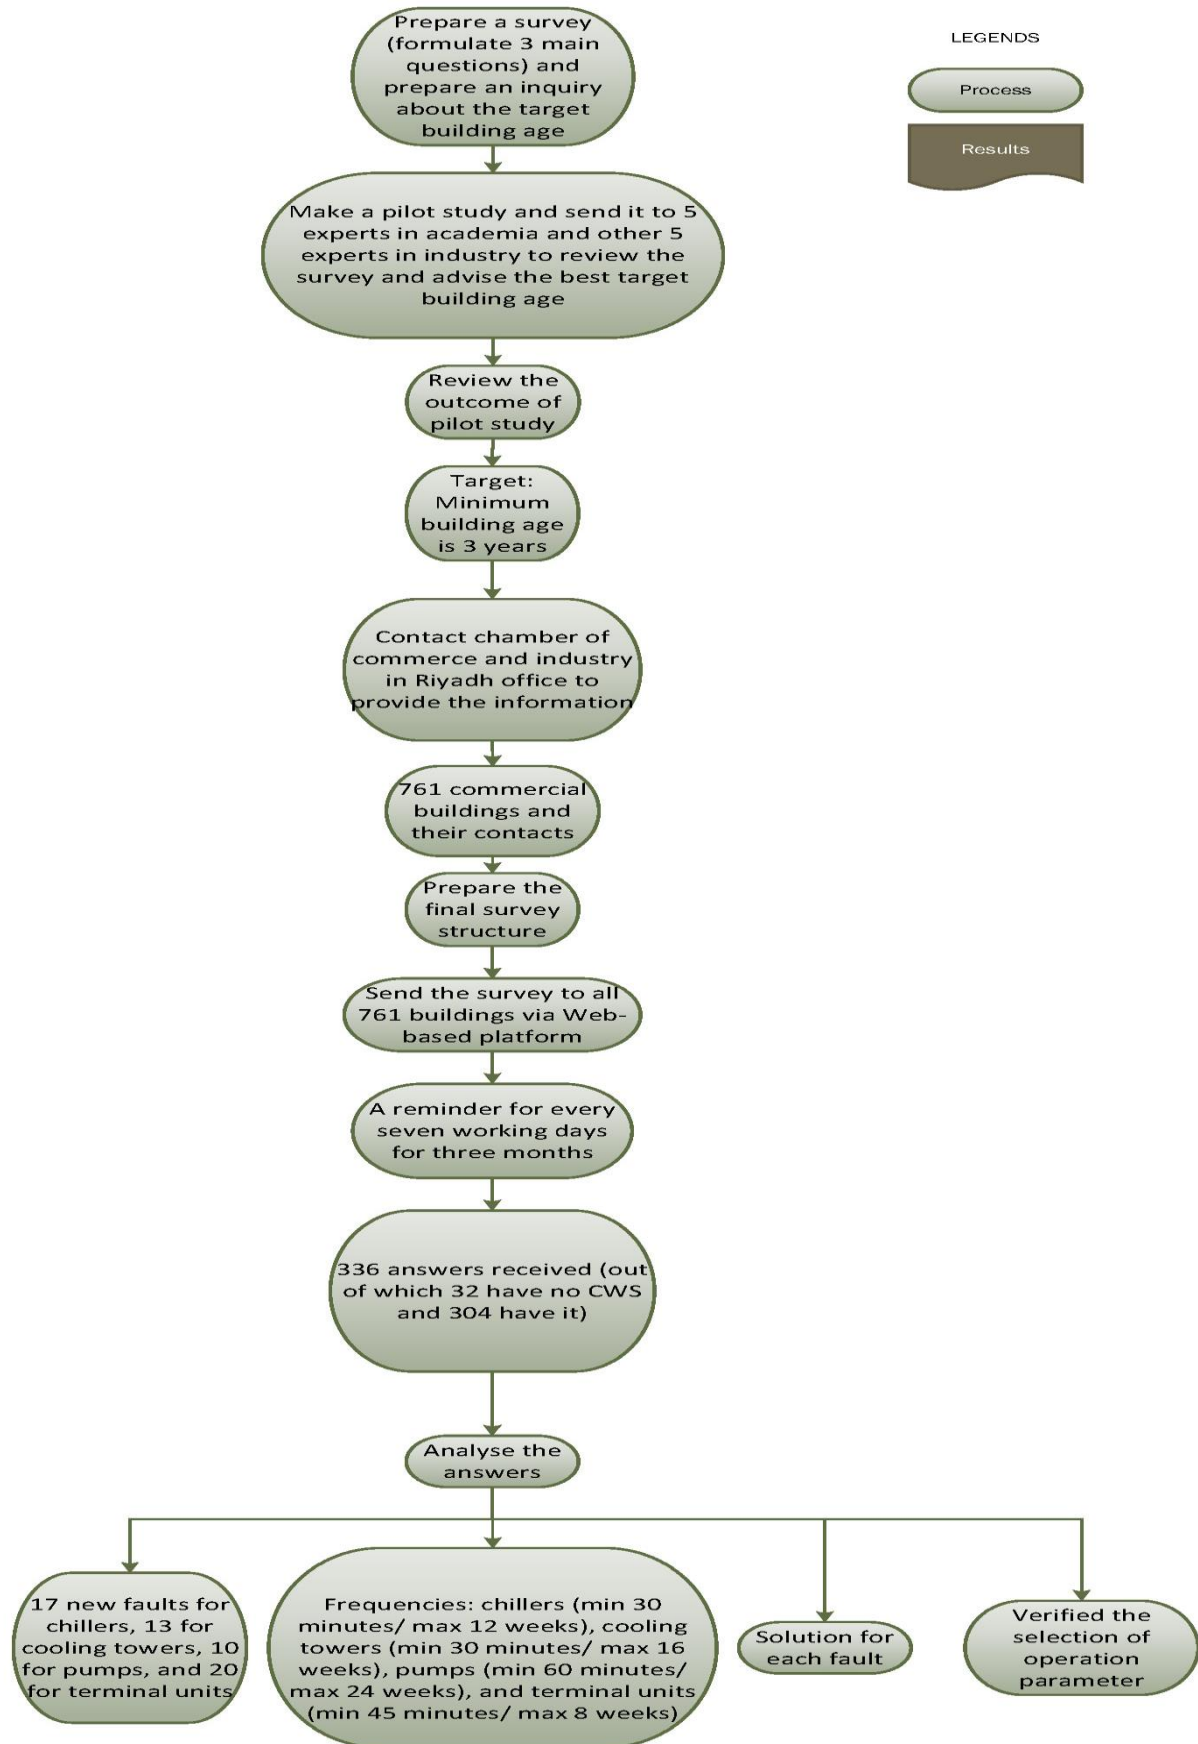 Prepare a survey
(formulate 3 main
questions) and
prepare an inquiry
about the target
building age
LEGENDS
Process
Results
Make a pilot study and send it to 5
experts in academia and other 5
experts in industry to review the
survey and advise the best target
building age
Review the
outcome of
pilot study
Target:
Minimum
building age
is 3 years
Contact chamber of
commerce and industry
in Riyadh office to
provide the information
761 commercial
buildings and
their contacts
Prepare the
final survey
structure
Send the survey to all
761 buildings via Web-
based platform
A reminder for every
seven working days
for three months
336 answers received (out
of which 32 have no CWS
and 304 have it)
Analyse the
answers
17 new faults for
chillers, 13 for
cooling towers, 10
for pumps, and 20
for terminal units
Frequencies: chillers (min 30
minutes/ max 12 weeks), cooling
towers (min 30 minutes/ max 16
weeks), pumps (min 60 minutes/
max 24 weeks), and terminal units
(min 45 minutes/ max 8 weeks)
Solution for
each fault
Verified the
selection of
operation
parameter